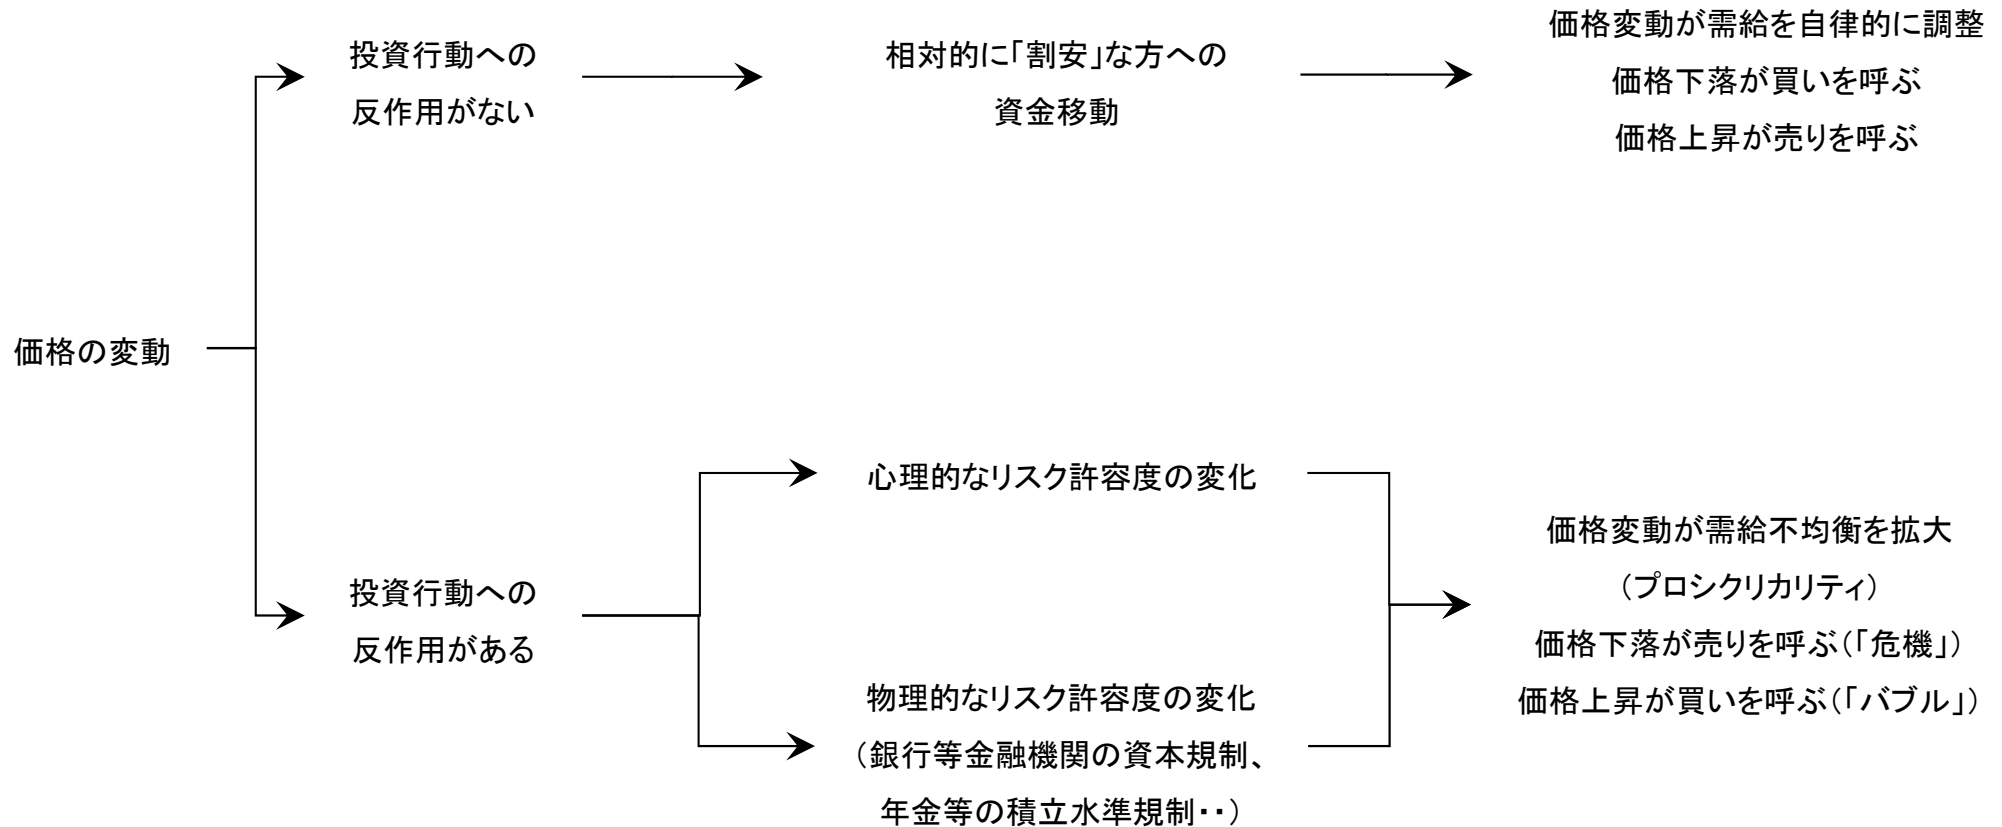 価格の変動
投資行動への
反作用がない
相対的に「割安」な方への
資金移動
価格変動が需給を自律的に調整
価格下落が買いを呼ぶ
価格上昇が売りを呼ぶ
投資行動への
反作用がある
心理的なリスク許容度の変化
物理的なリスク許容度の変化
（銀行等金融機関の資本規制、
年金等の積立水準規制・・）
価格変動が需給不均衡を拡大
（プロシクリカリティ）
価格下落が売りを呼ぶ（「危機」）
価格上昇が買いを呼ぶ（「バブル」）